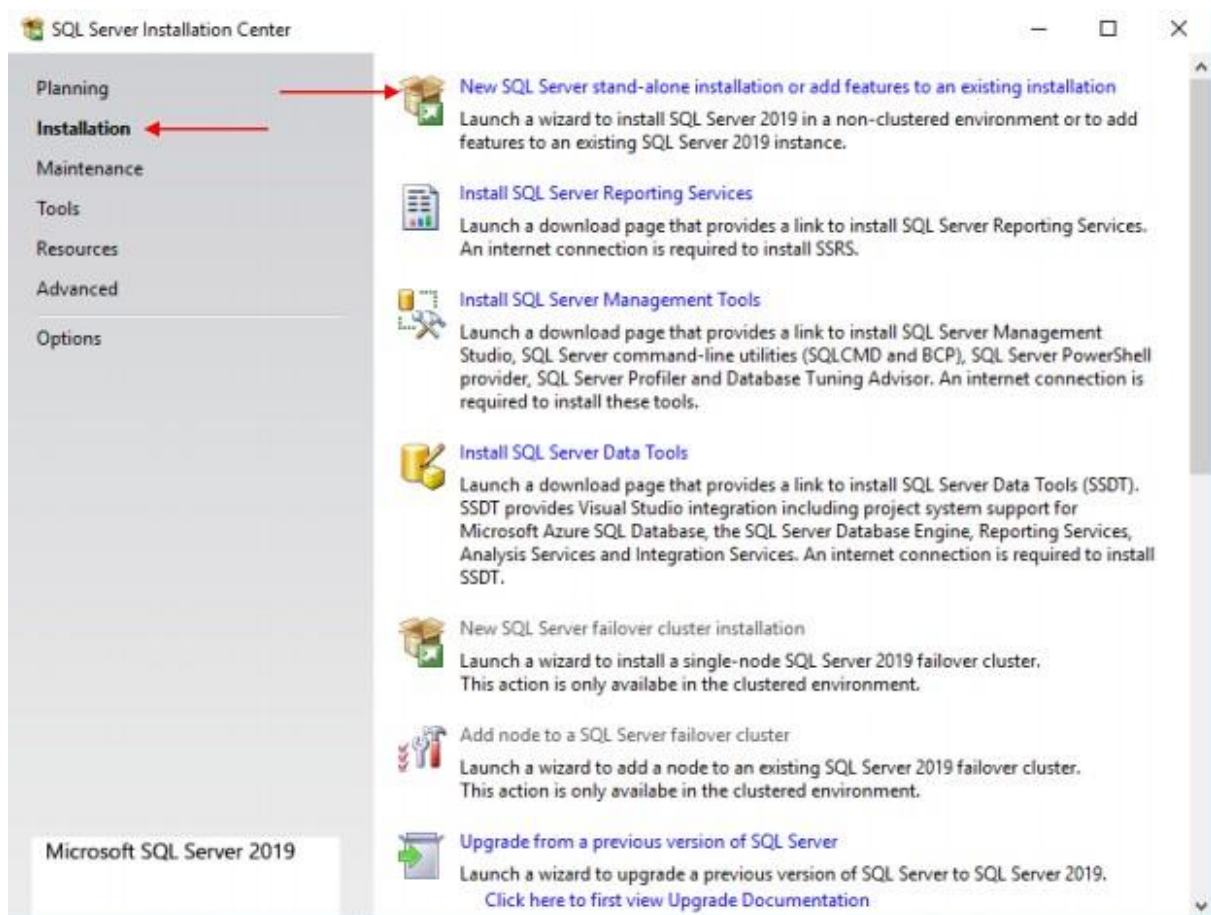 SQL Server Installation Center
Planning
Installation
Maintenance
Tools
Resources
Advanced
Options
Microsoft SQL Server 2019
New SQL Server stand-alone installation or add features to an existing installation
Launch a wizard to install SQL Server 2019 in a non-clustered environment or to add
features to an existing SQL Server 2019 instance.
Install SQL Server Reporting Services
Launch a download page that provides a link to install SQL Server Reporting Services.
An internet connection is required to install SSRS.
Install SQL Server Management Tools
Launch a download page that provides a link to install SQL Server Management
Studio, SQL Server command-line utilities (SQLCMD and BCP), SQL Server PowerShell
provider, SQL Server Profiler and Database Tuning Advisor. An internet connection is
required to install these tools.
Install SQL Server Data Tools
Launch a download page that provides a link to install SQL Server Data Tools (SSDT).
SSDT provides Visual Studio integration including project system support for
Microsoft Azure SQL Database, the SQL Server Database Engine, Reporting Services,
Analysis Services and Integration Services. An internet connection is required to install
SSDT.
New SQL Server failover cluster installation
Launch a wizard to install a single-node SQL Server 2019 failover cluster.
This action is only availabe in the clustered environment.
Add node to a SQL Server failover cluster
Launch a wizard to add a node to an existing SQL Server 2019 failover cluster.
This action is only availabe in the clustered environment.
Upgrade from a previous version of SQL Server
Launch a wizard to upgrade a previous version of SQL Server to SQL Server 2019.
Click here to first view Upgrade Documentation